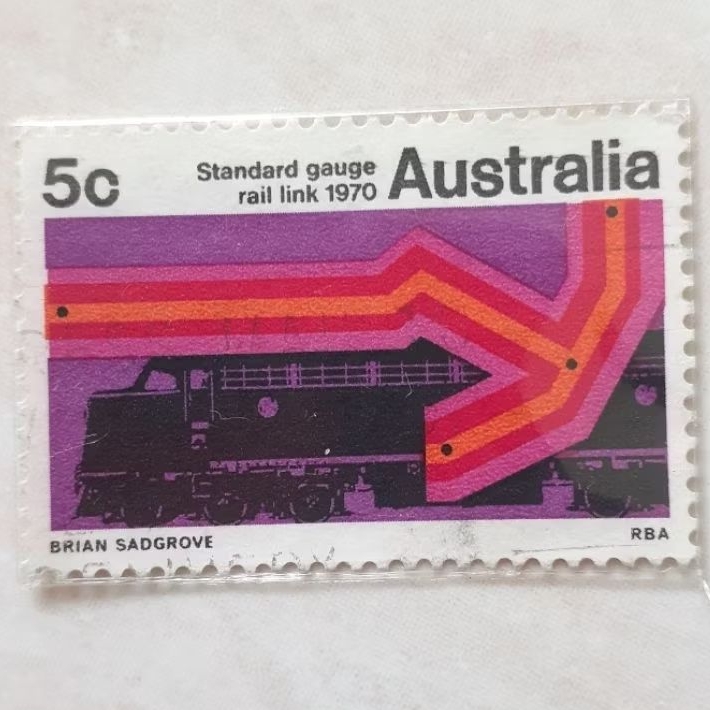 5c
Standard gauge
rail link 1970
Australia
BRIAN SADGROVE
RBA